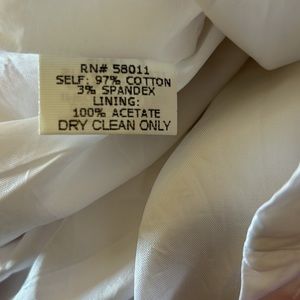 RN# 58011
SELF: 97% COTTON
3% SPANDEX
LINING:
100% ACETATE
DRY CLEAN ONLY